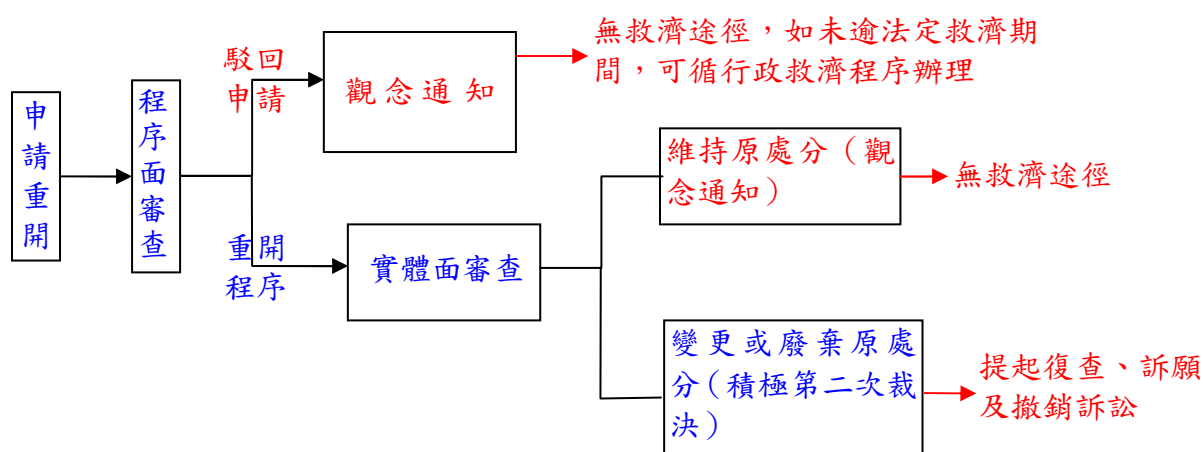 申請重開
程序面審查
駁回
申請
觀念通知
無救濟途徑，如未逾法定救濟期
間，可循行政救濟程序辦理
重開
程序
實體面審查
維持原處分（觀
念通知）
無救濟途徑
變更或廢棄原處
分（積極第二次裁
決）
提起復查、訴願
及撤銷訴訟